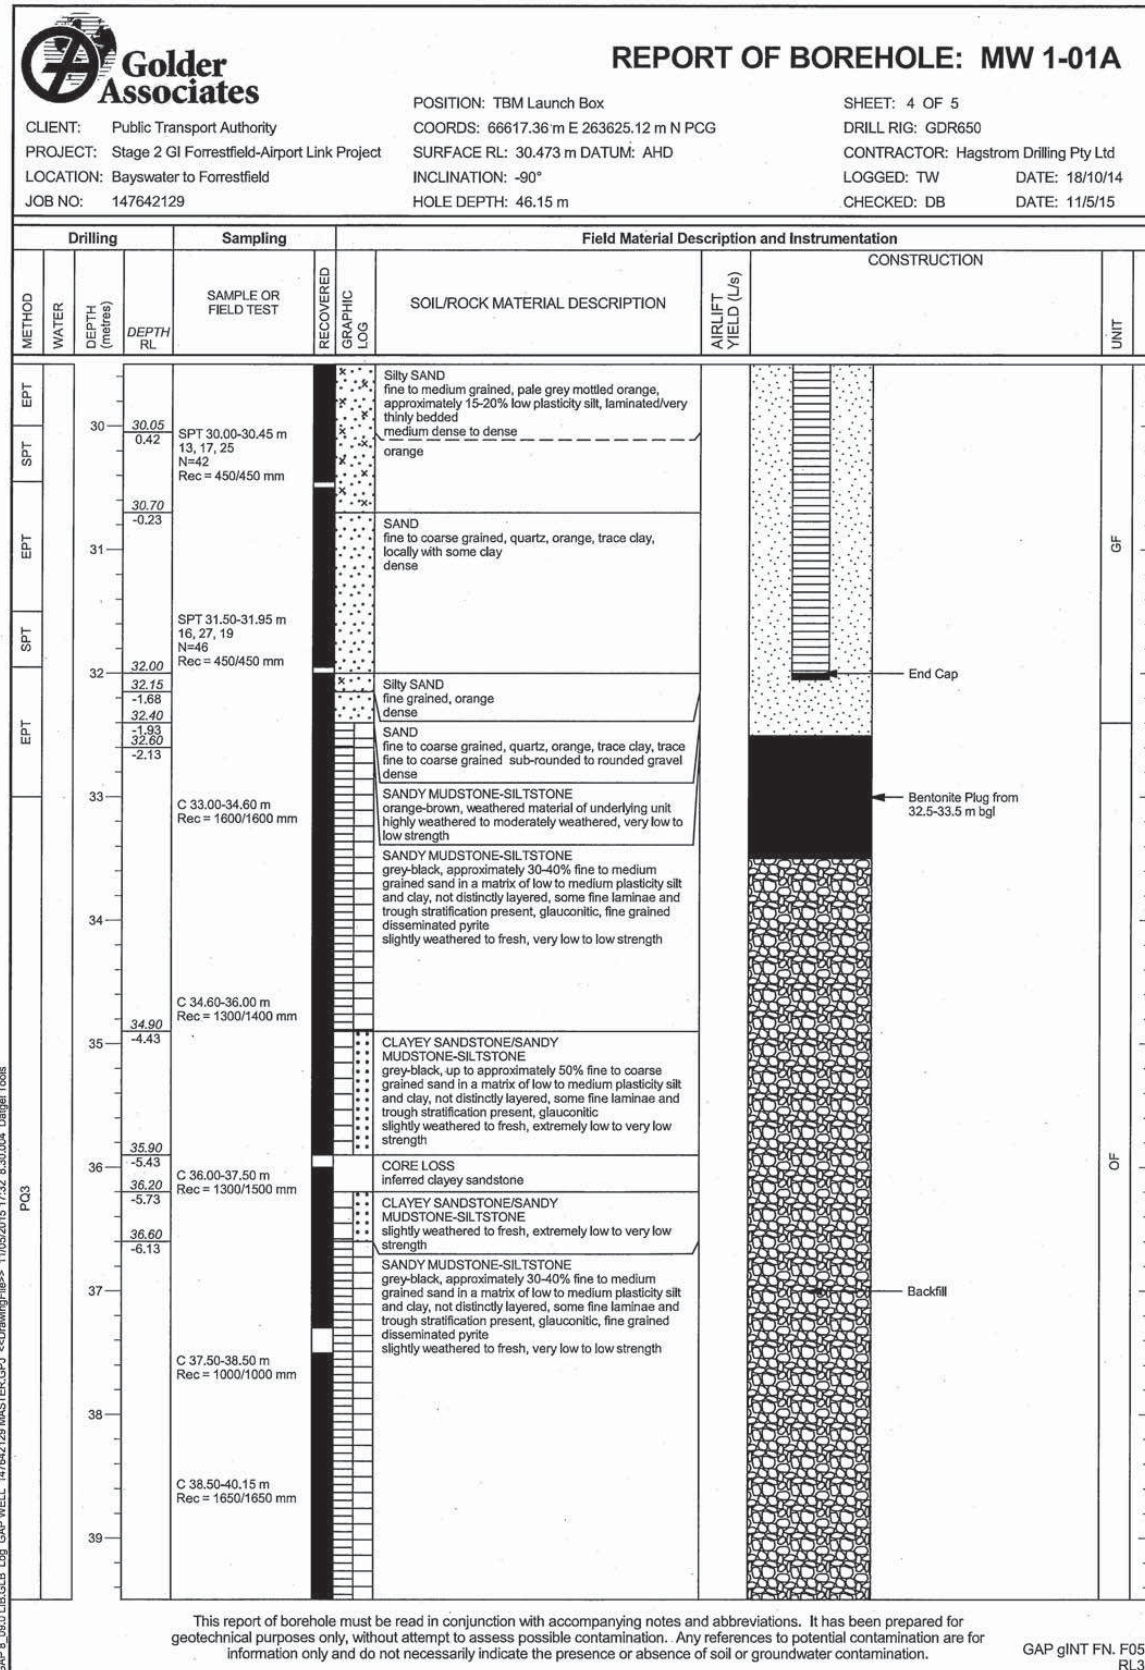 Golder
Associates
REPORT OF BOREHOLE: MW 1-01A
CLIENT: Public Transport Authority
PROJECT: Stage 2 GI Forrestfield-Airport Link Project
LOCATION: Bayswater to Forrestfield
JOB NO: 147642129
POSITION: TBM Launch Box
COORDS: 66617.36 m E 263625.12 m N PCG
SURFACE RL: 30.473 m DATUM: AHD
INCLINATION: -90°
HOLE DEPTH: 46.15 m
SHEET: 4 OF 5
DRILL RIG: GDR650
CONTRACTOR: Hagstrom Drilling Pty Ltd
LOGGED: TW DATE: 18/10/14
CHECKED: DB DATE: 11/5/15
Drilling Sampling Field Material Description and Instrumentation
METHOD
WATER
DEPTH
(metres)
DEPTH
RL
SAMPLE OR
FIELD TEST
RECOVERED
GRAPHIC
LOG
SOIL/ROCK MATERIAL DESCRIPTION
AIRLIFT
YIELD (L/s)
CONSTRUCTION
UNIT
EPT
SPT
EPT
SPT
EPT
PQ3
30
31
32
33
34
35
36
37
38
39
30.05
0.42
30.70
-0.23
32.00
32.15
-1.68
32.40
-1.93
32.60
-2.13
34.90
-4.43
35.90
-5.43
36.20
-5.73
36.60
-6.13
SPT 30.00-30.45 m
13, 17, 25
N=42
Rec = 450/450 mm
SPT 31.50-31.95 m
16, 27, 19
N=46
Rec = 450/450 mm
C 33.00-34.60 m
Rec = 1600/1600 mm
C 34.60-36.00 m
Rec = 1300/1400 mm
C 36.00-37.50 m
Rec = 1300/1500 mm
C 37.50-38.50 m
Rec = 1000/1000 mm
C 38.50-40.15 m
Rec = 1650/1650 mm
Silty SAND
fine to medium grained, pale grey mottled orange,
approximately 15-20% low plasticity silt, laminated/very
thinly bedded
medium dense to dense
orange
SAND
fine to coarse grained, quartz, orange, trace clay,
locally with some clay
dense
Silty SAND
fine grained, orange
dense
SAND
fine to coarse grained, quartz, orange, trace clay, trace
fine to coarse grained sub-rounded to rounded gravel
dense
SANDY MUDSTONE-SILTSTONE
orange-brown, weathered material of underlying unit
highly weathered to moderately weathered, very low to
low strength
SANDY MUDSTONE-SILTSTONE
grey-black, approximately 30-40% fine to medium
grained sand in a matrix of low to medium plasticity silt
and clay, not distinctly layered, some fine laminae and
trough stratification present, glauconitic, fine grained
disseminated pyrite
slightly weathered to fresh, very low to low strength
CLAYEY SANDSTONE/SANDY
MUDSTONE-SILTSTONE
grey-black, up to approximately 50% fine to coarse
grained sand in a matrix of low to medium plasticity silt
and clay, not distinctly layered, some fine laminae and
trough stratification present, glauconitic
slightly weathered to fresh, extremely low to very low
strength
CORE LOSS
inferred clayey sandstone
CLAYEY SANDSTONE/SANDY
MUDSTONE-SILTSTONE
slightly weathered to fresh, extremely low to very low
strength
SANDY MUDSTONE-SILTSTONE
grey-black, approximately 30-40% fine to medium
grained sand in a matrix of low to medium plasticity silt
and clay, not distinctly layered, some fine laminae and
trough stratification present, glauconitic, fine grained
disseminated pyrite
slightly weathered to fresh, very low to low strength
End Cap
Bentonite Plug from
32.5-33.5 m bgl
Backfill
GF
OF
Log GAP WELL 147642129 MASTER.GPJ <<DrawingFile>> 11/05/2015 17:32 8.30.004 Datgel Tools
This report of borehole must be read in conjunction with accompanying notes and abbreviations. It has been prepared for
geotechnical purposes only, without attempt to assess possible contamination. Any references to potential contamination are for
information only and do not necessarily indicate the presence or absence of soil or groundwater contamination.
GAP gINT FN. F05
RL3